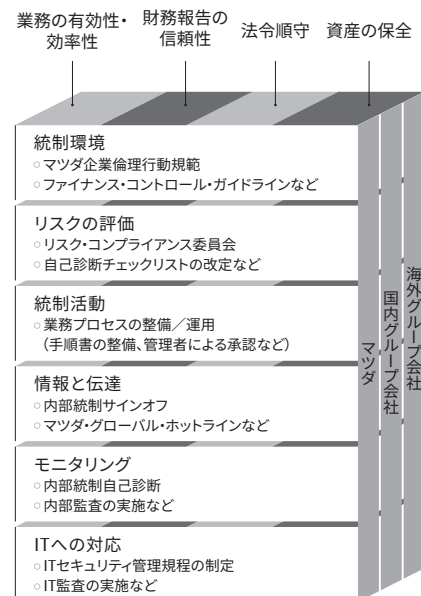 業務の有効性・
効率性
財務報告の
信頼性
法令順守
資産の保全
統制環境
○マツダ企業倫理行動規範
○ファイナンス・コントロール・ガイドラインなど
リスクの評価
○リスク・コンプライアンス委員会
○自己診断チェックリストの改定など
統制活動
○業務プロセスの整備／運用
（手順書の整備、管理者による承認など）
情報と伝達
○内部統制サインオフ
○マツダ・グローバル・ホットラインなど
モニタリング
○内部統制自己診断
○内部監査の実施など
ITへの対応
○ITセキュリティ管理規程の制定
○IT監査の実施など
マツダ
国内グループ会社
海外グループ会社